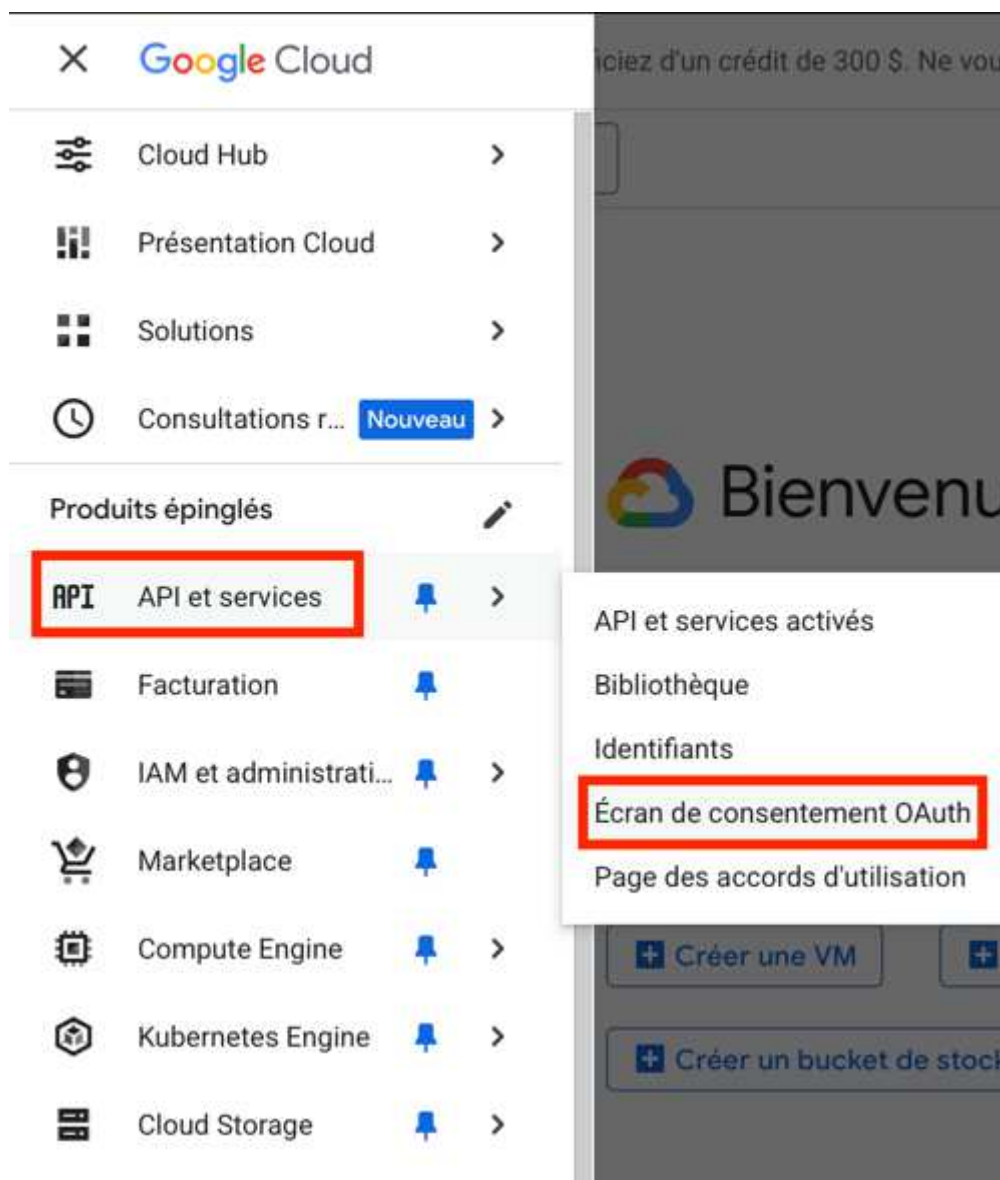 Google Cloud
iciez d'un crédit de 300 $. Ne vou
Cloud Hub
Présentation Cloud
Solutions
Consultations r... Nouveau
Produits épinglés
Bienvenu
API API et services
Facturation
IAM et administrati...
Marketplace
Compute Engine
Kubernetes Engine
Cloud Storage
API et services activés
Bibliothèque
Identifiants
Écran de consentement OAuth
Page des accords d'utilisation
Créer une VM
Créer un bucket de stock